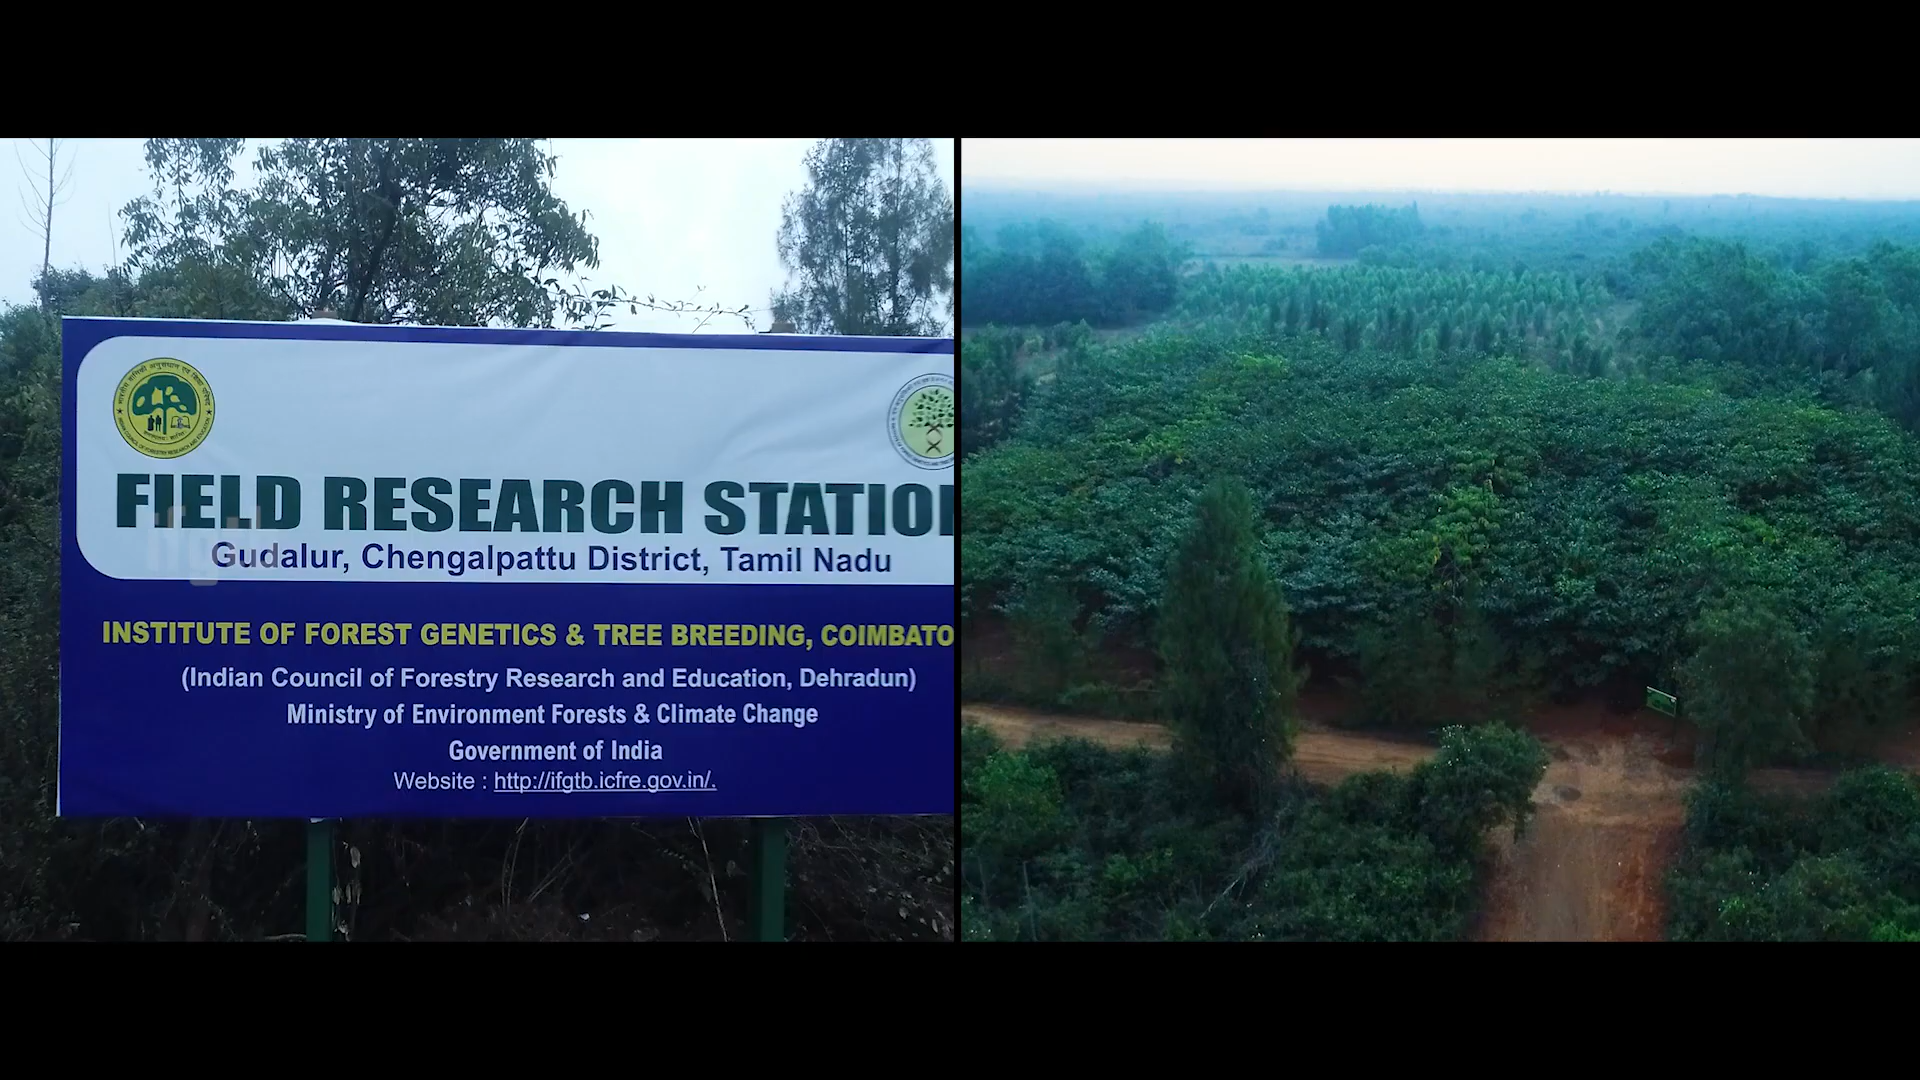 FIELD RESEARCH STATIO
Gudalur, Chengalpattu District, Tamil Nadu
INSTITUTE OF FOREST GENETICS & TREE BREEDING, COIMBATO
(Indian Council of Forestry Research and Education, Dehradun)
Ministry of Environment Forests & Climate Change
Government of India
Website : http://ifgtb.icfre.gov.in/.